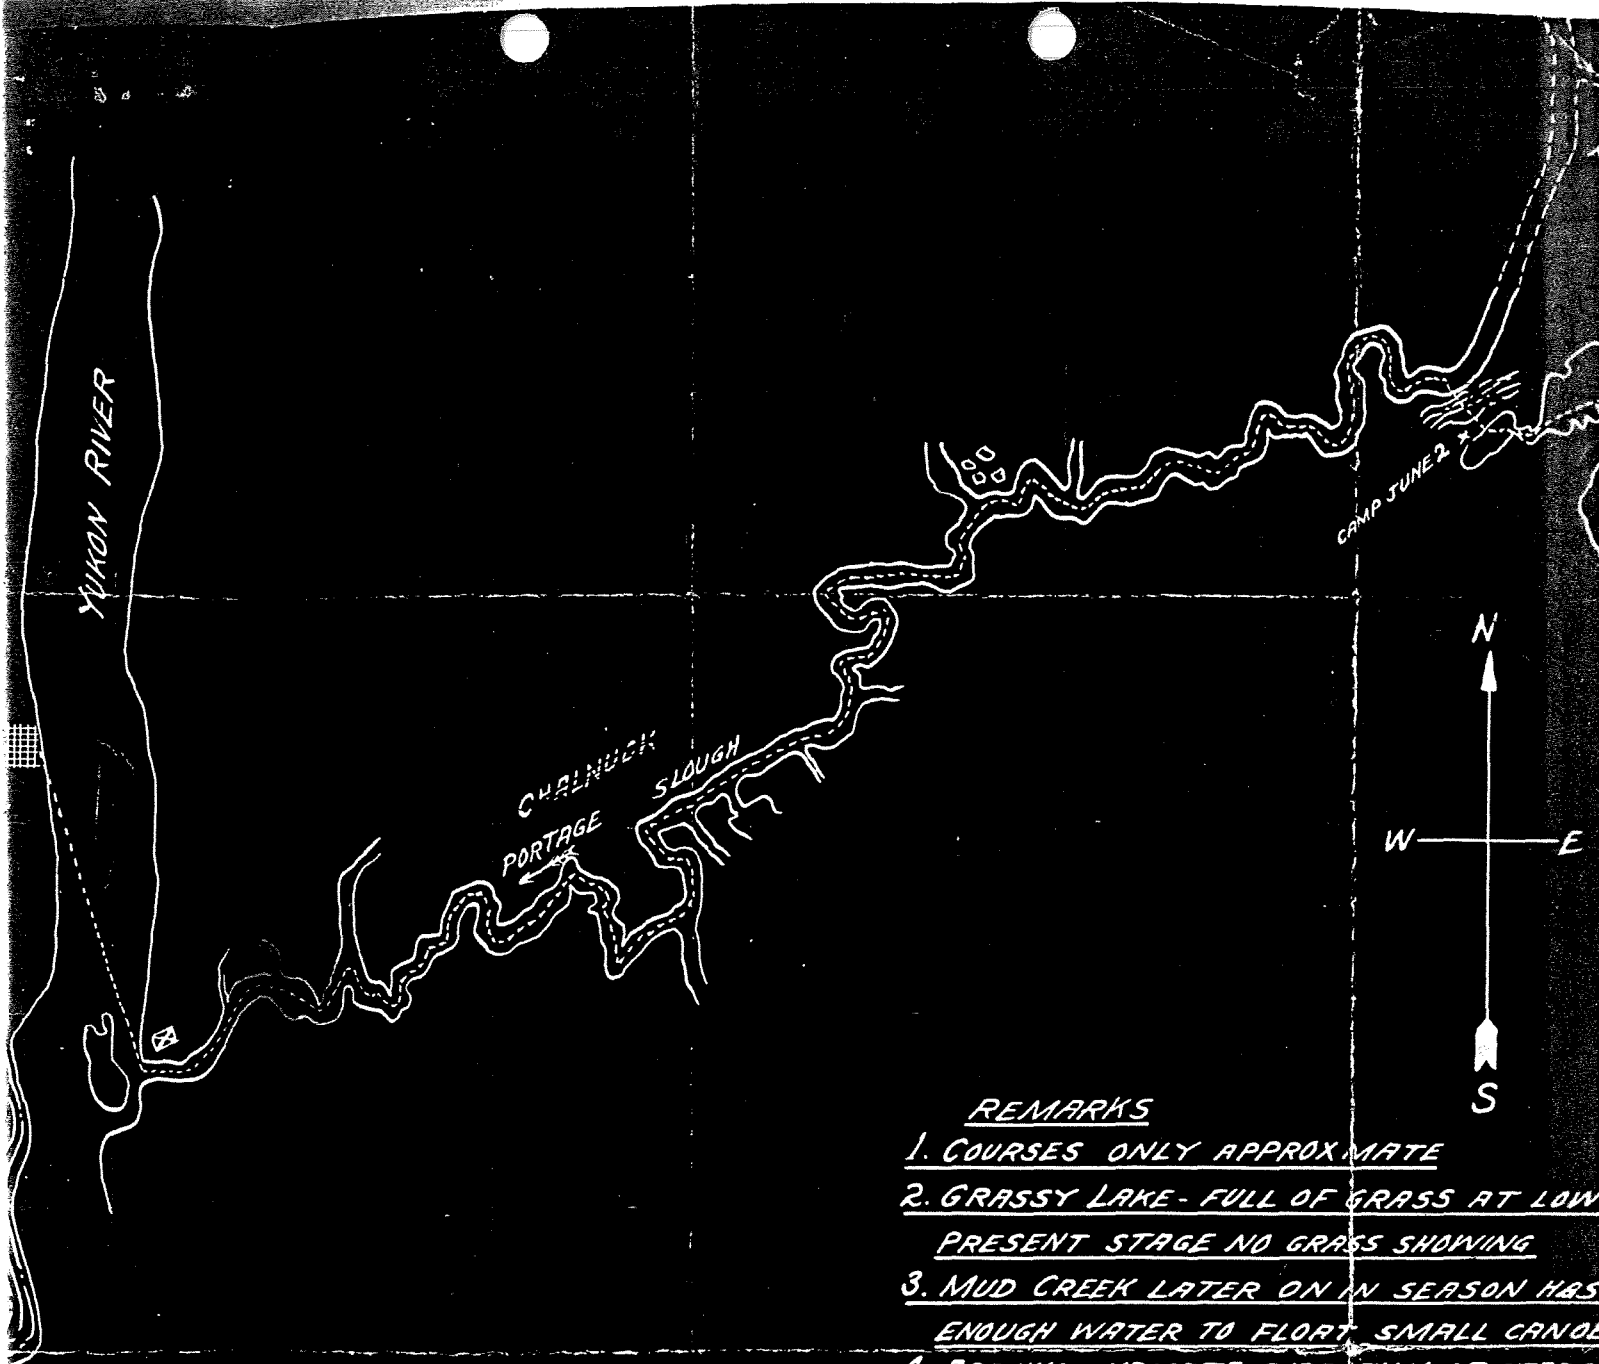 YUKON RIVER
CAMP JUNE 2
CHALNUCK
SLOUGH
PORTAGE
N
W E
S
REMARKS
1. COURSES ONLY APPROXIMATE
2. GRASSY LAKE - FULL OF GRASS AT LOW
PRESENT STAGE NO GRASS SHOWING
3. MUD CREEK LATER ON IN SEASON HAS
ENOUGH WATER TO FLOAT SMALL CANOE